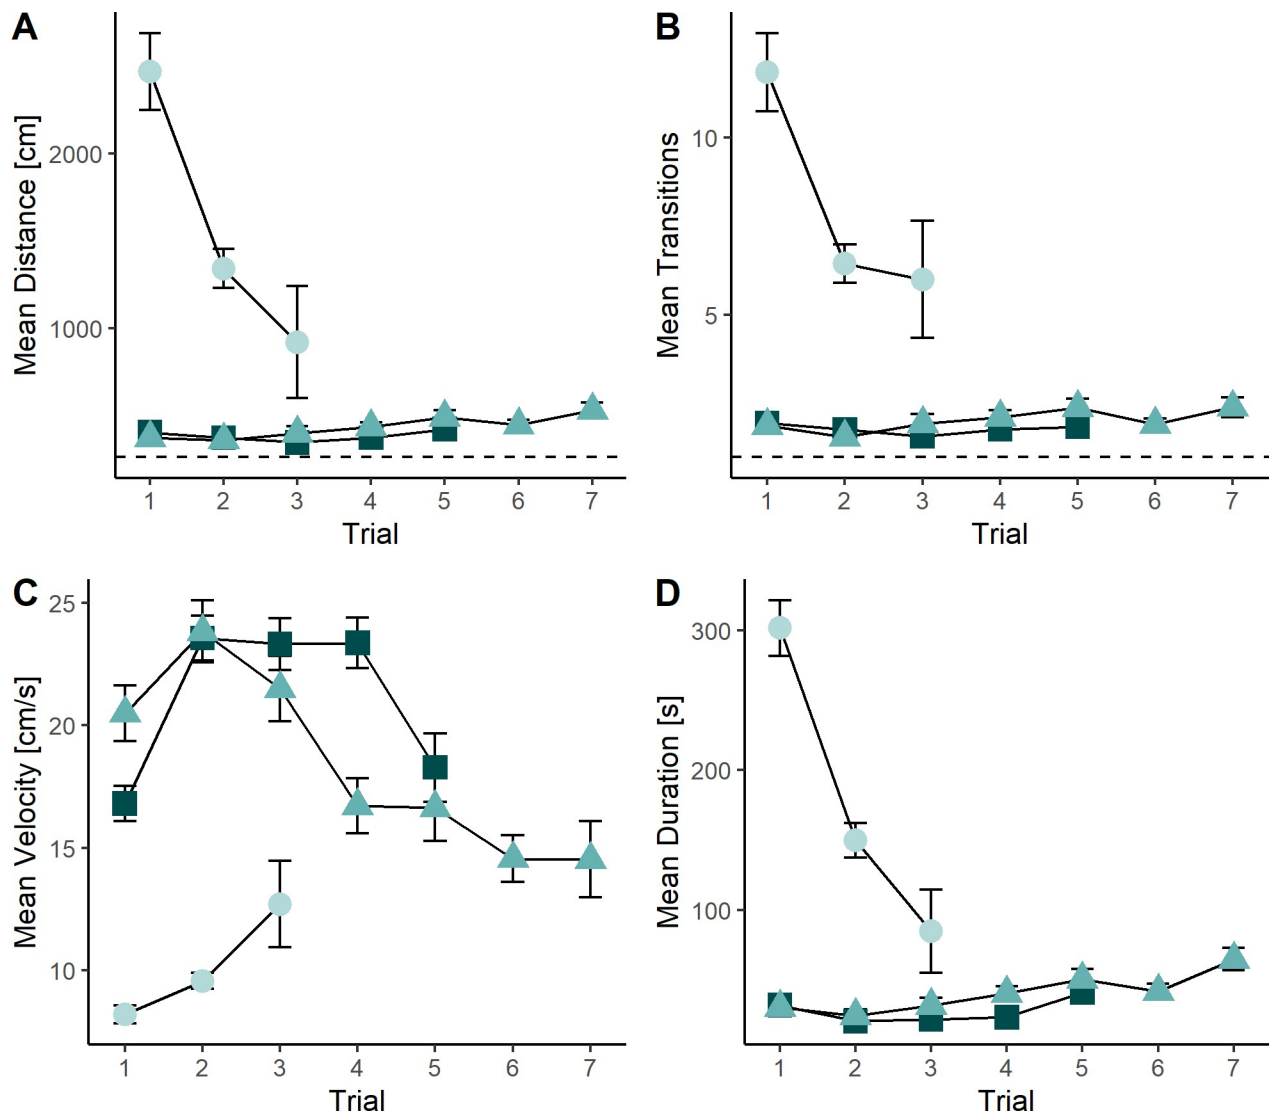 A
Mean Distance [cm]
2000
1000
1 2 3 4 5 6 7
Trial
B
Mean Transitions
10
5
1 2 3 4 5 6 7
Trial
C
Mean Velocity [cm/s]
25
20
15
10
1 2 3 4 5 6 7
Trial
D
Mean Duration [s]
300
200
100
1 2 3 4 5 6 7
Trial